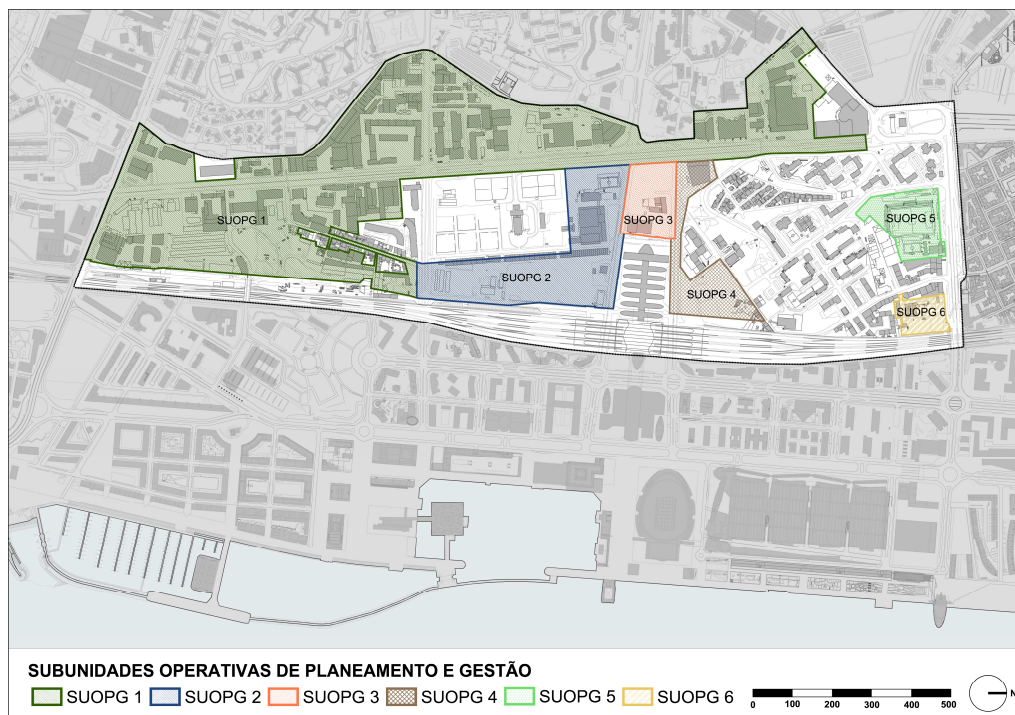 SUOPG 1
SUOPG 2
SUOPG 3
SUOPG 4
SUOPG 5
SUOPG 6
SUBUNIDADES OPERATIVAS DE PLANEAMENTO E GESTÃO
SUOPG 1 SUOPG 2 SUOPG 3 SUOPG 4 SUOPG 5 SUOPG 6
0 100 200 300 400 500
N